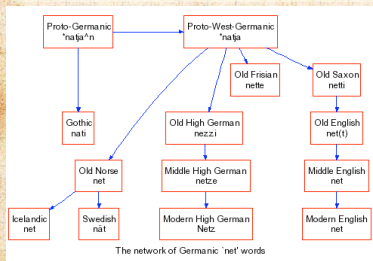 Proto-Germanic
*natja^n
Proto-West-Germanic
*natja
Old Frisian
nette
Old Saxon
netti
Gothic
nati
Old High German
nezzi
Old English
net(t)
Old Norse
net
Middle High German
netze
Middle English
net
Icelandic
net
Swedish
nät
Modern High German
Netz
Modern English
net
The network of Germanic `net' words